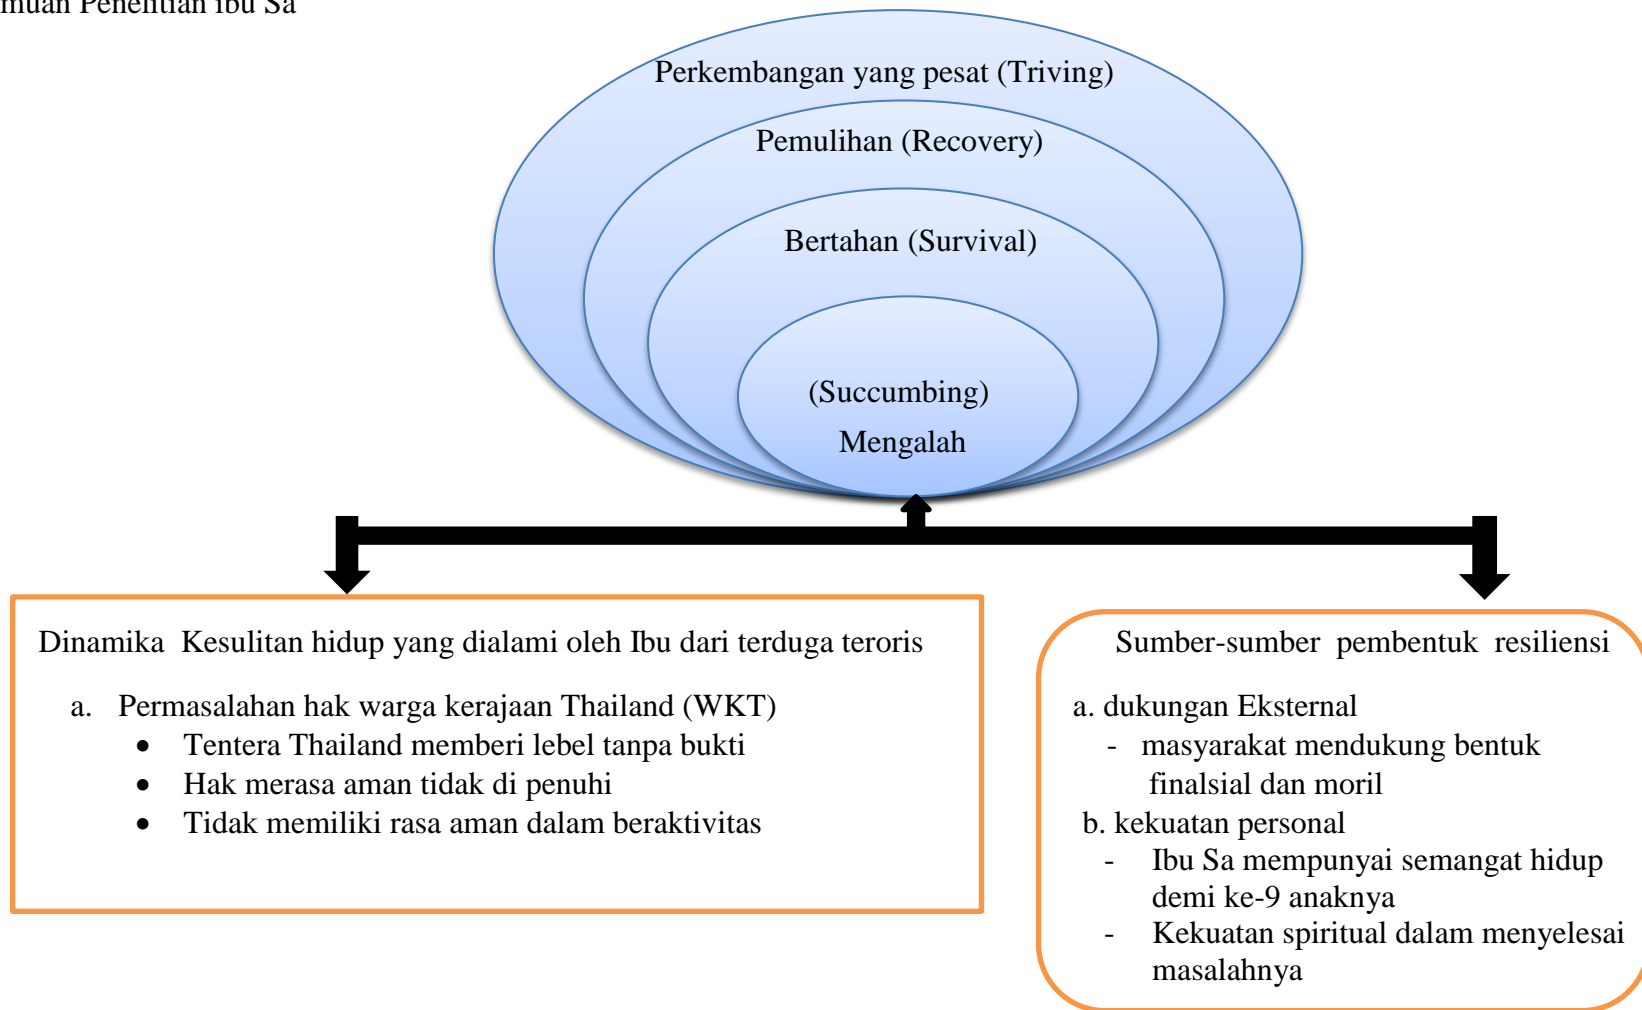 muan Penelitian ibu Sa
Perkembangan yang pesat (Triving)
Pemulihan (Recovery)
Bertahan (Survival)
(Succumbing)
Mengalah
Dinamika Kesulitan hidup yang dialami oleh Ibu dari terduga teroris
a. Permasalahan hak warga kerajaan Thailand (WKT)
• Tentera Thailand memberi lebel tanpa bukti
• Hak merasa aman tidak di penuhi
• Tidak memiliki rasa aman dalam beraktivitas
Sumber-sumber pembentuk resiliensi
a. dukungan Eksternal
- masyarakat mendukung bentuk
finalsial dan moril
b. kekuatan personal
- Ibu Sa mempunyai semangat hidup
demi ke-9 anaknya
- Kekuatan spiritual dalam menyelesai
masalahnya